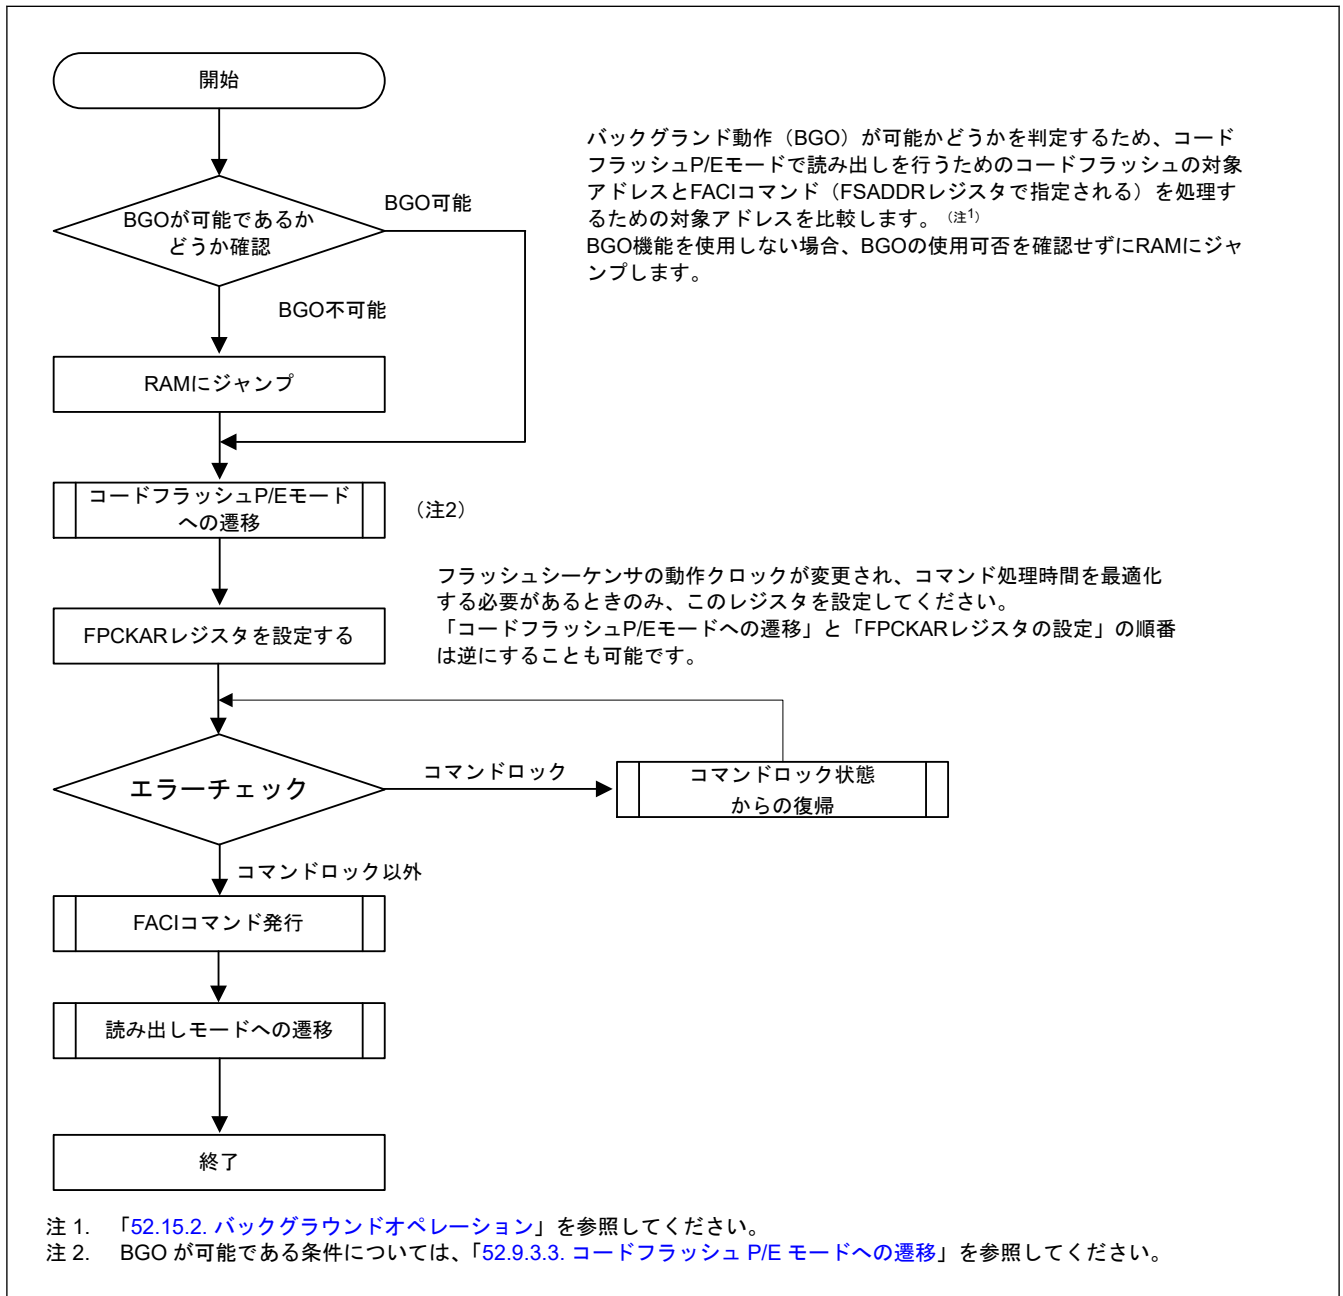 開始
バックグランド動作（BGO）が可能かどうかを判定するため、コード
フラッシュP/Eモードで読み出しを行うためのコードフラッシュの対象
アドレスとFACIコマンド（FSADDRレジスタで指定される）を処理す
るための対象アドレスを比較します。（注1）
BGO機能を使用しない場合、BGOの使用可否を確認せずにRAMにジャ
ンプします。
BGOが可能であるか
どうか確認
BGO可能
BGO不可能
RAMにジャンプ
コードフラッシュP/Eモード
への遷移
（注2）
フラッシュシーケンサの動作クロックが変更され、コマンド処理時間を最適化
する必要があるときのみ、このレジスタを設定してください。
「コードフラッシュP/Eモードへの遷移」と「FPCKARレジスタの設定」の順番
は逆にすることも可能です。
FPCKARレジスタを設定する
エラーチェック
コマンドロック
コマンドロック状態
からの復帰
コマンドロック以外
FACIコマンド発行
読み出しモードへの遷移
終了
注 1. 「52.15.2. バックグラウンドオペレーション」を参照してください。
注 2. BGO が可能である条件については、「52.9.3.3. コードフラッシュ P/E モードへの遷移」を参照してください。